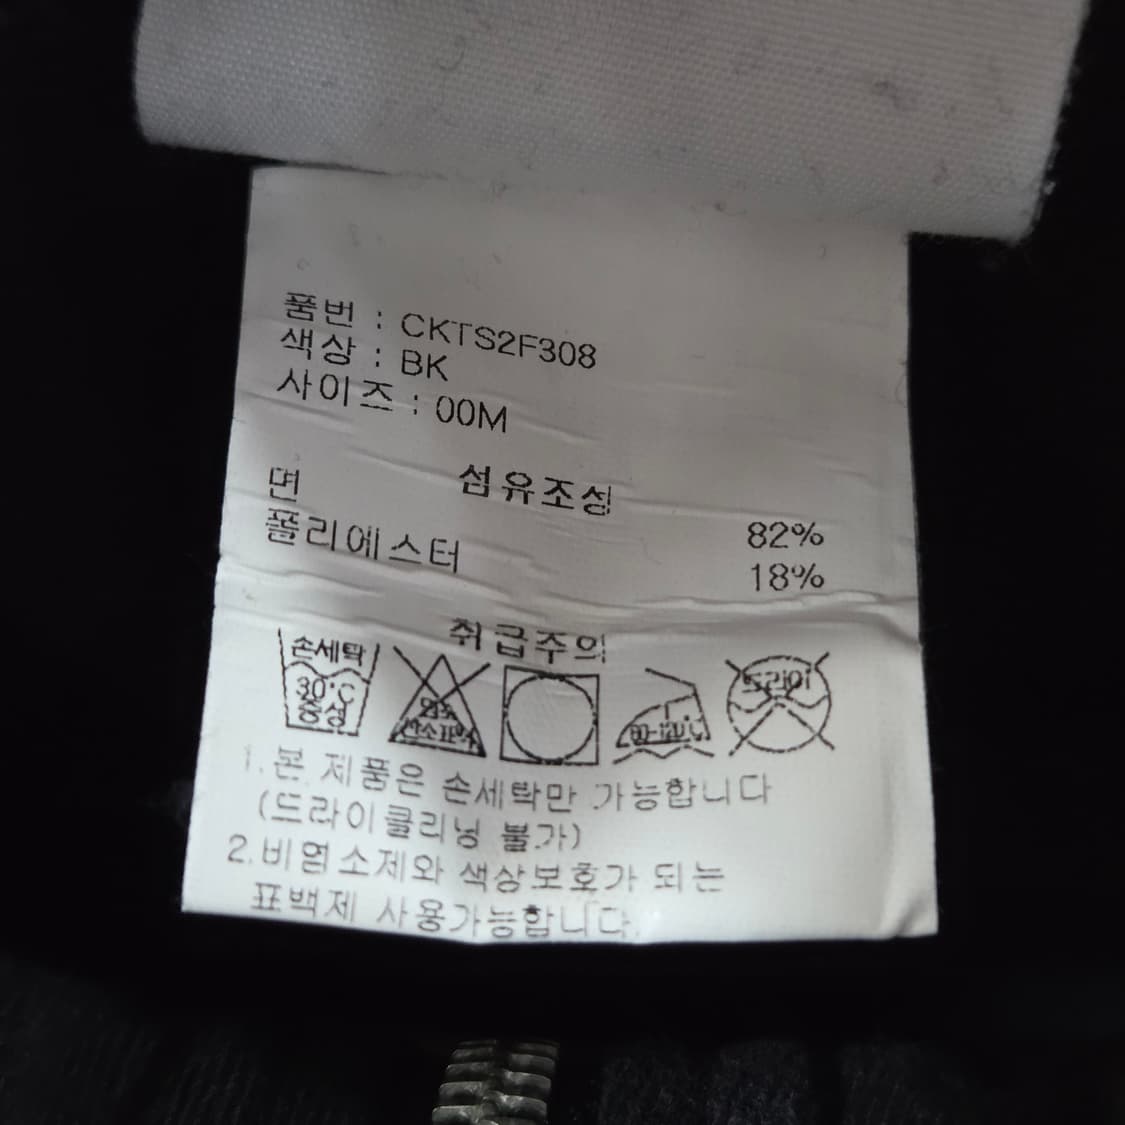 품번 : CKTS2F308
색상 : BK
사이즈 : 00M
섬유조성
면 82%
폴리에스터 18%
취급주의
손세탁
30°C
중성
염소
산소표백
80-120°C
드라이
1.본 제품은 손세탁만 가능합니다
(드라이클리닝 불가)
2.비염소제와 색상보호가 되는
표백제 사용가능합니다.